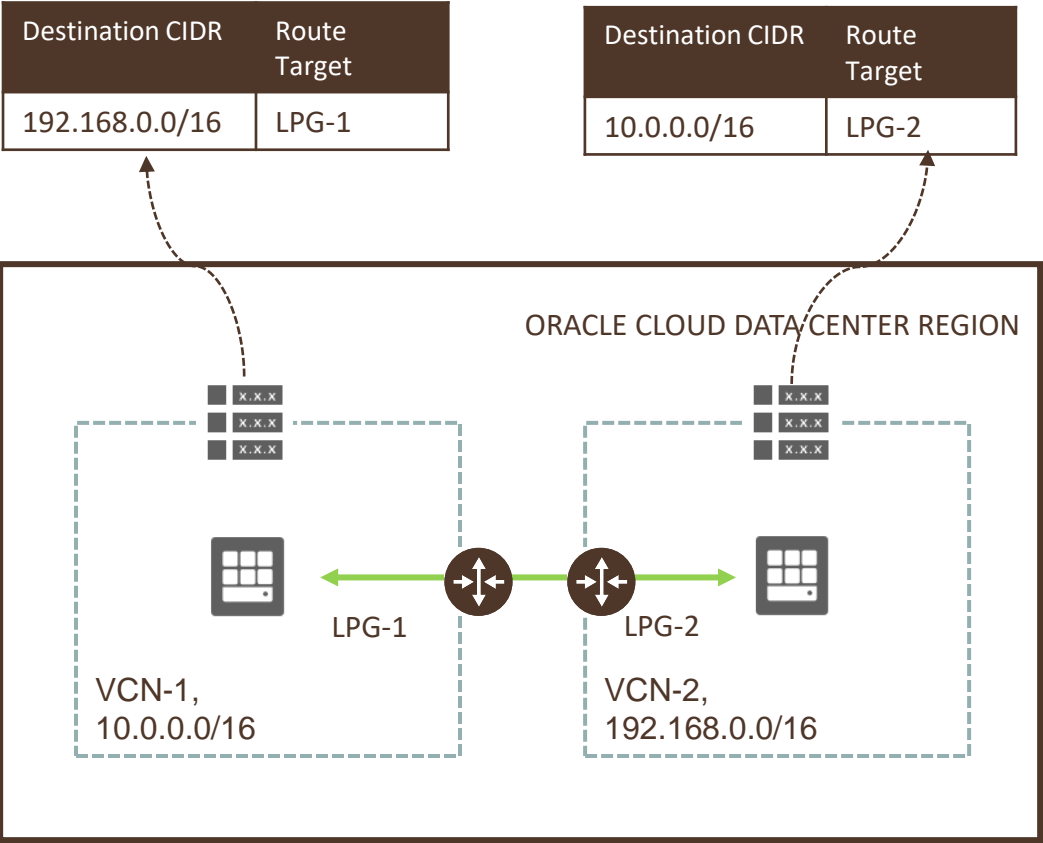 Destination CIDR
Route
Target
192.168.0.0/16
LPG-1
Destination CIDR
Route
Target
10.0.0.0/16
LPG-2
ORACLE CLOUD DATA CENTER REGION
x.x.x
x.x.x
x.x.x
x.x.x
x.x.x
x.x.x
LPG-1
LPG-2
VCN-1,
10.0.0.0/16
VCN-2,
192.168.0.0/16